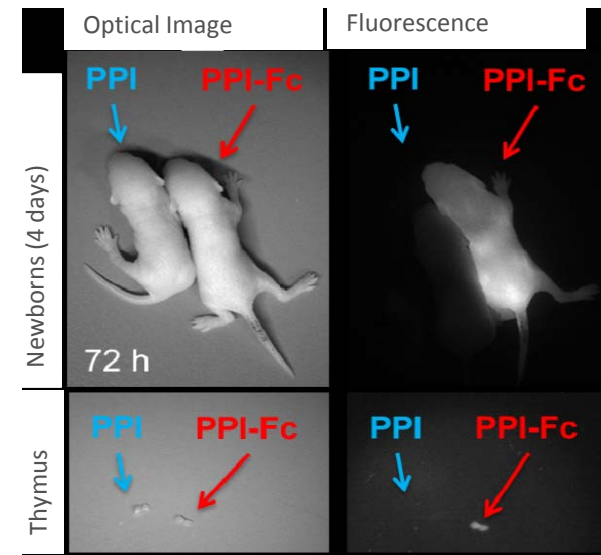 Optical Image
Fluorescence
PPI
PPI-Fc
PPI
PPI-Fc
Newborns (4 days)
72 h
PPI
PPI-Fc
PPI
PPI-Fc
Thymus